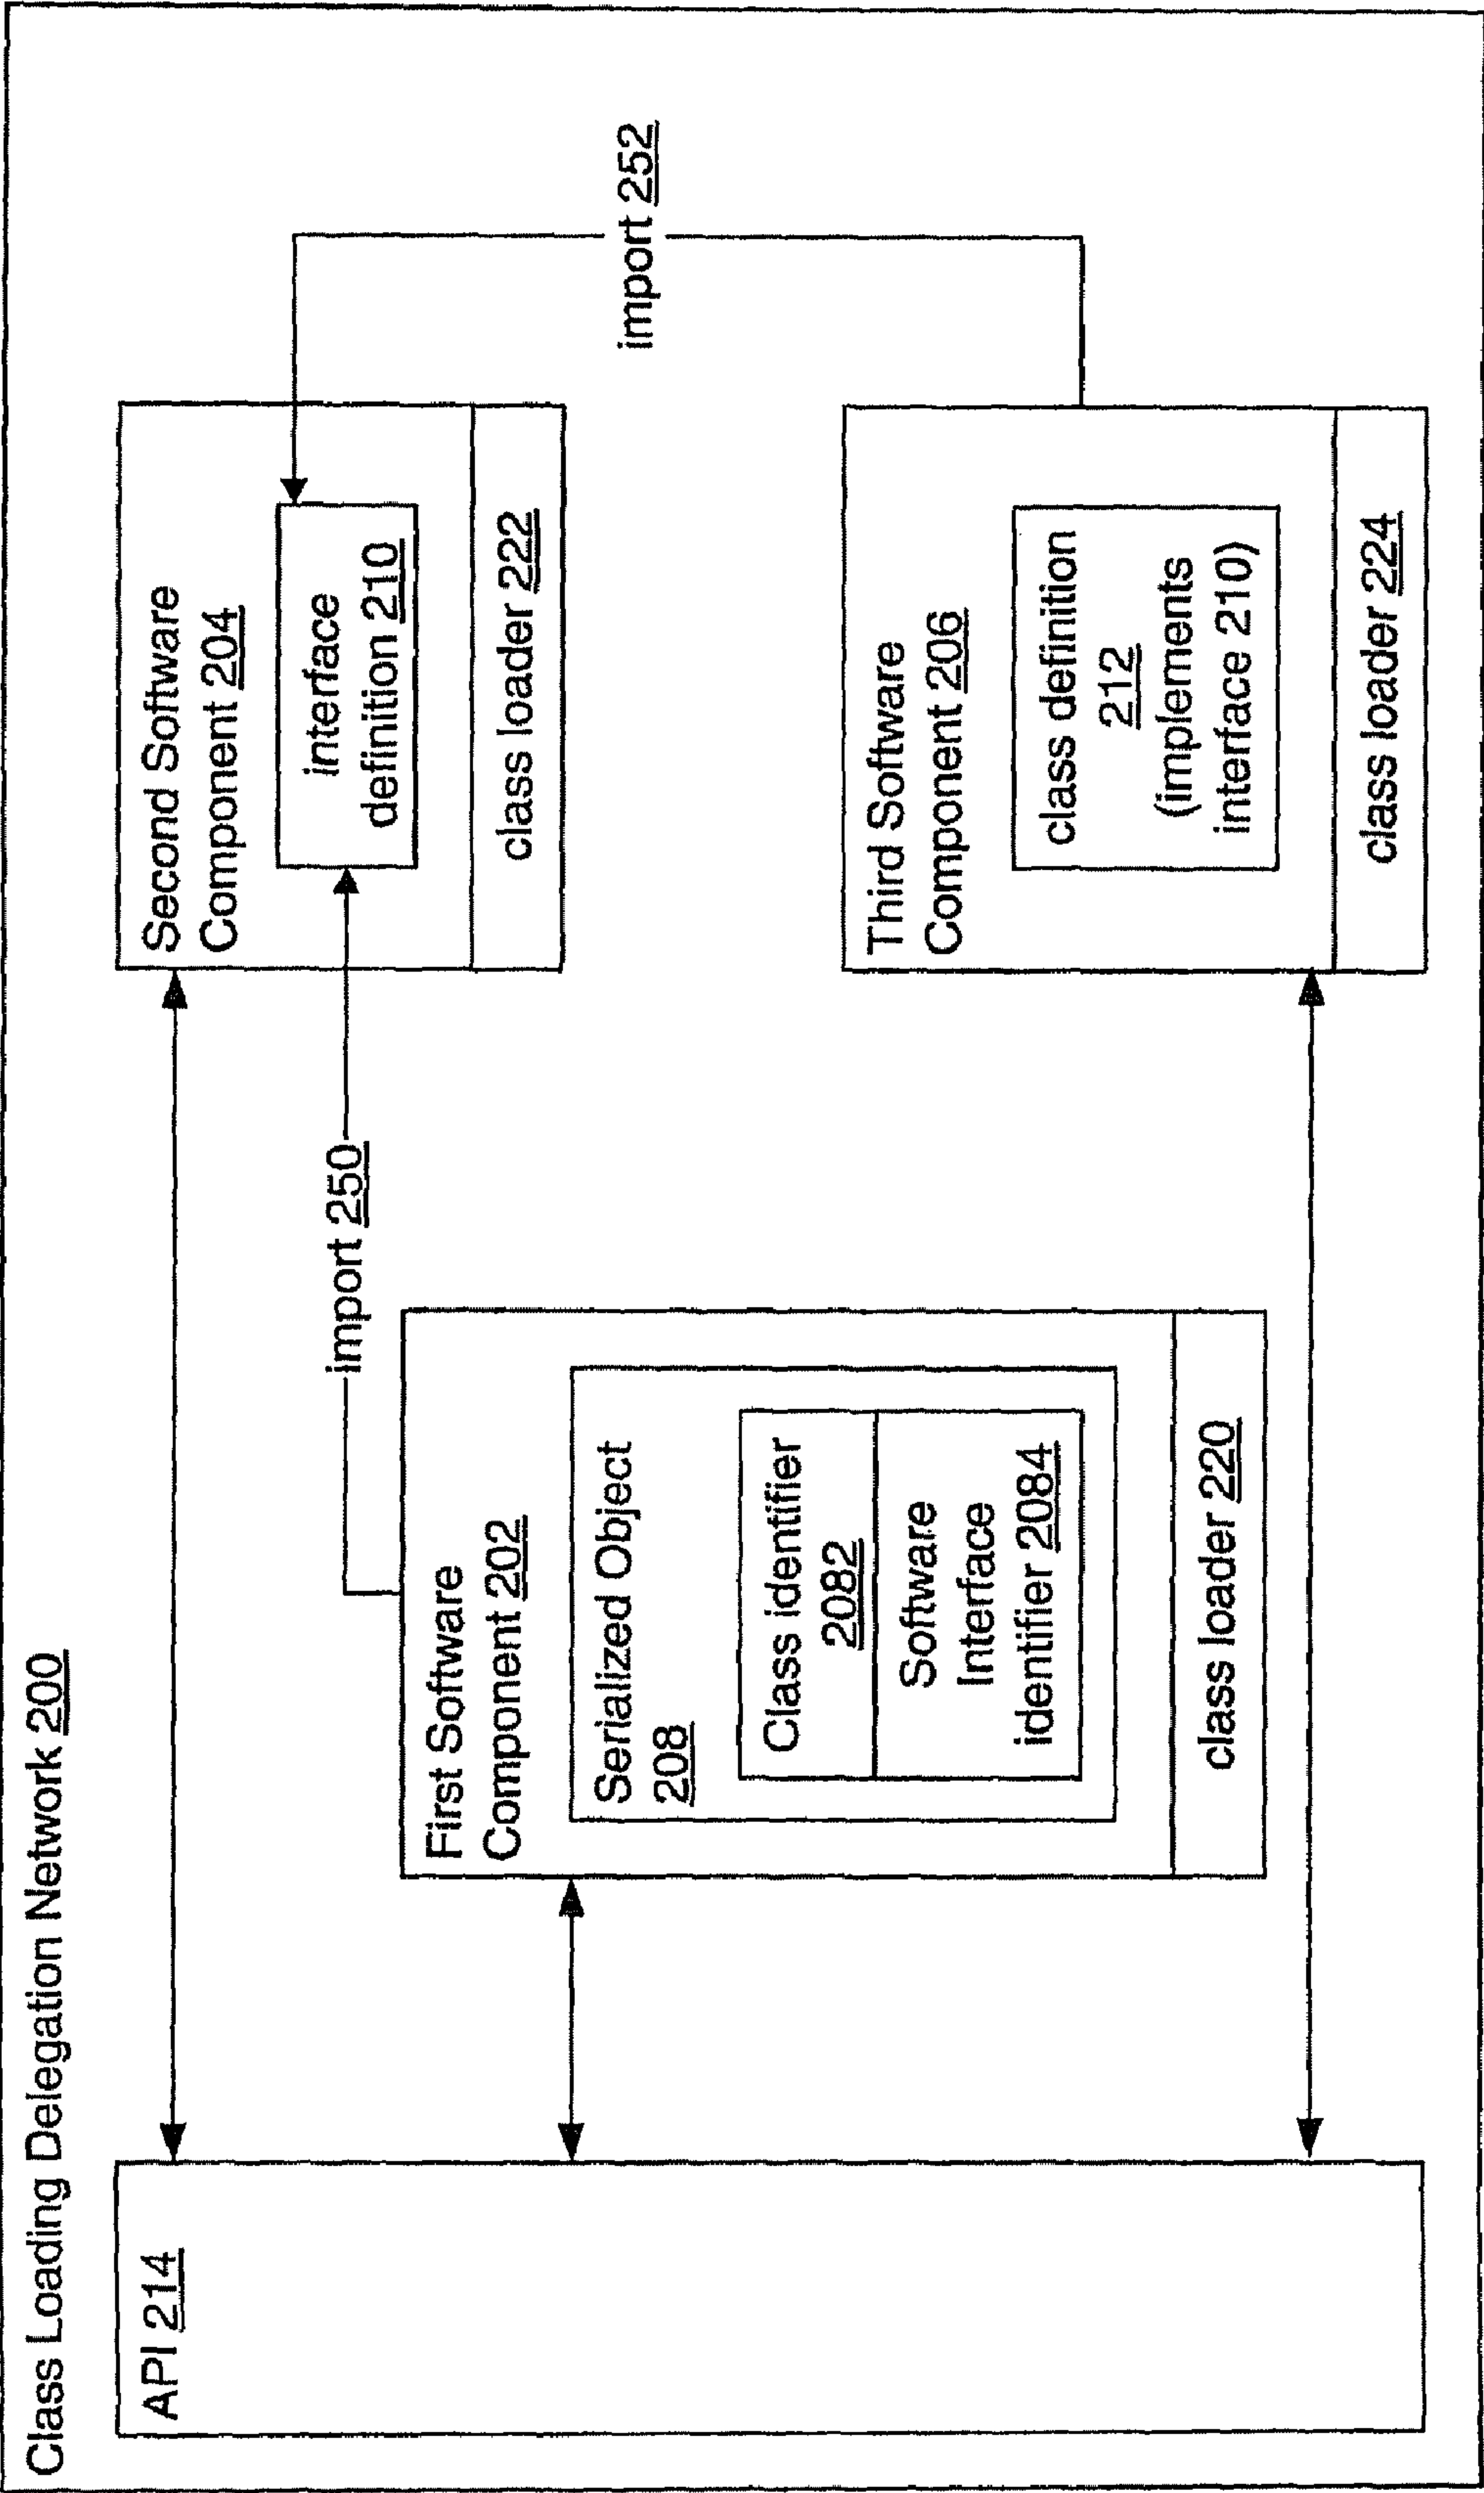 Class Loading Delegation Network 200
API 214
First Software
Component 202
Serialized Object
208
Class identifier
2082
Software
Interface
identifier 2084
class loader 220
import 250
Second Software
Component 204
interface
definition 210
class loader 222
import 252
Third Software
Component 206
class definition
212
(implements
interface 210)
class loader 224